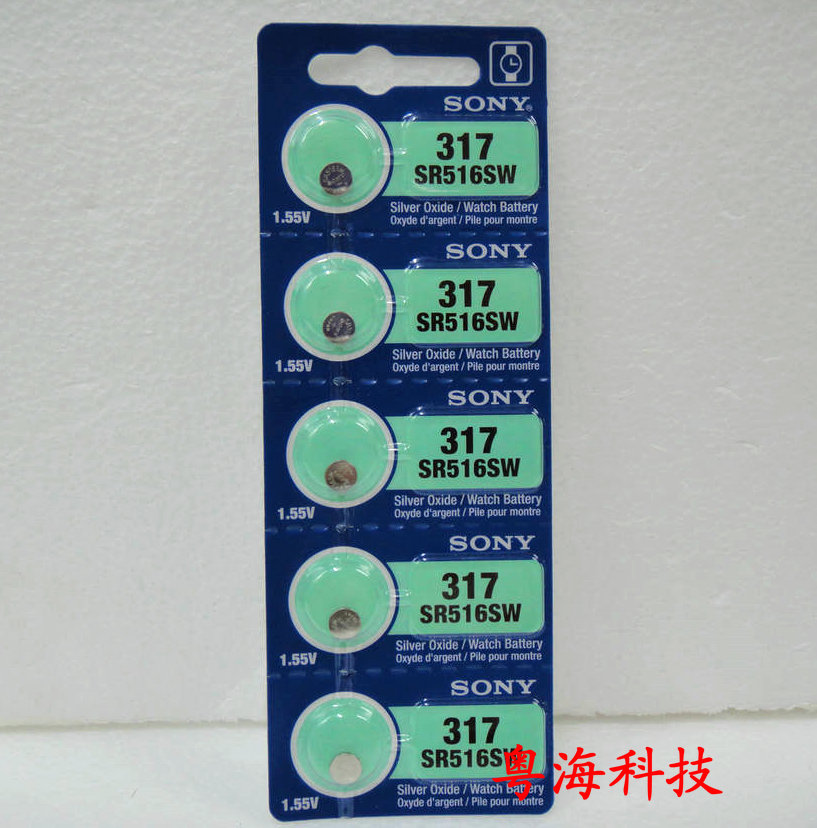 SONY®
317
SR516SW
1.55V
Silver Oxide / Watch Battery
Oxyde d'argent / Pile pour montre
SONY
317
SR516SW
1.55V
Silver Oxide / Watch Battery
Oxyde d'argent / Pile pour montre
SONY
317
SR516SW
1.55V
Silver Oxide / Watch Battery
Oxyde d'argent / Pile pour montre
SONY
317
SR516SW
1.55V
Silver Oxide / Watch Battery
Oxyde d'argent / Pile pour montre
SONY
317
SR516SW
粤海科技
1.55V
Silver Oxide / Watch Battery
Oxyde d'argent / Pile pour montre